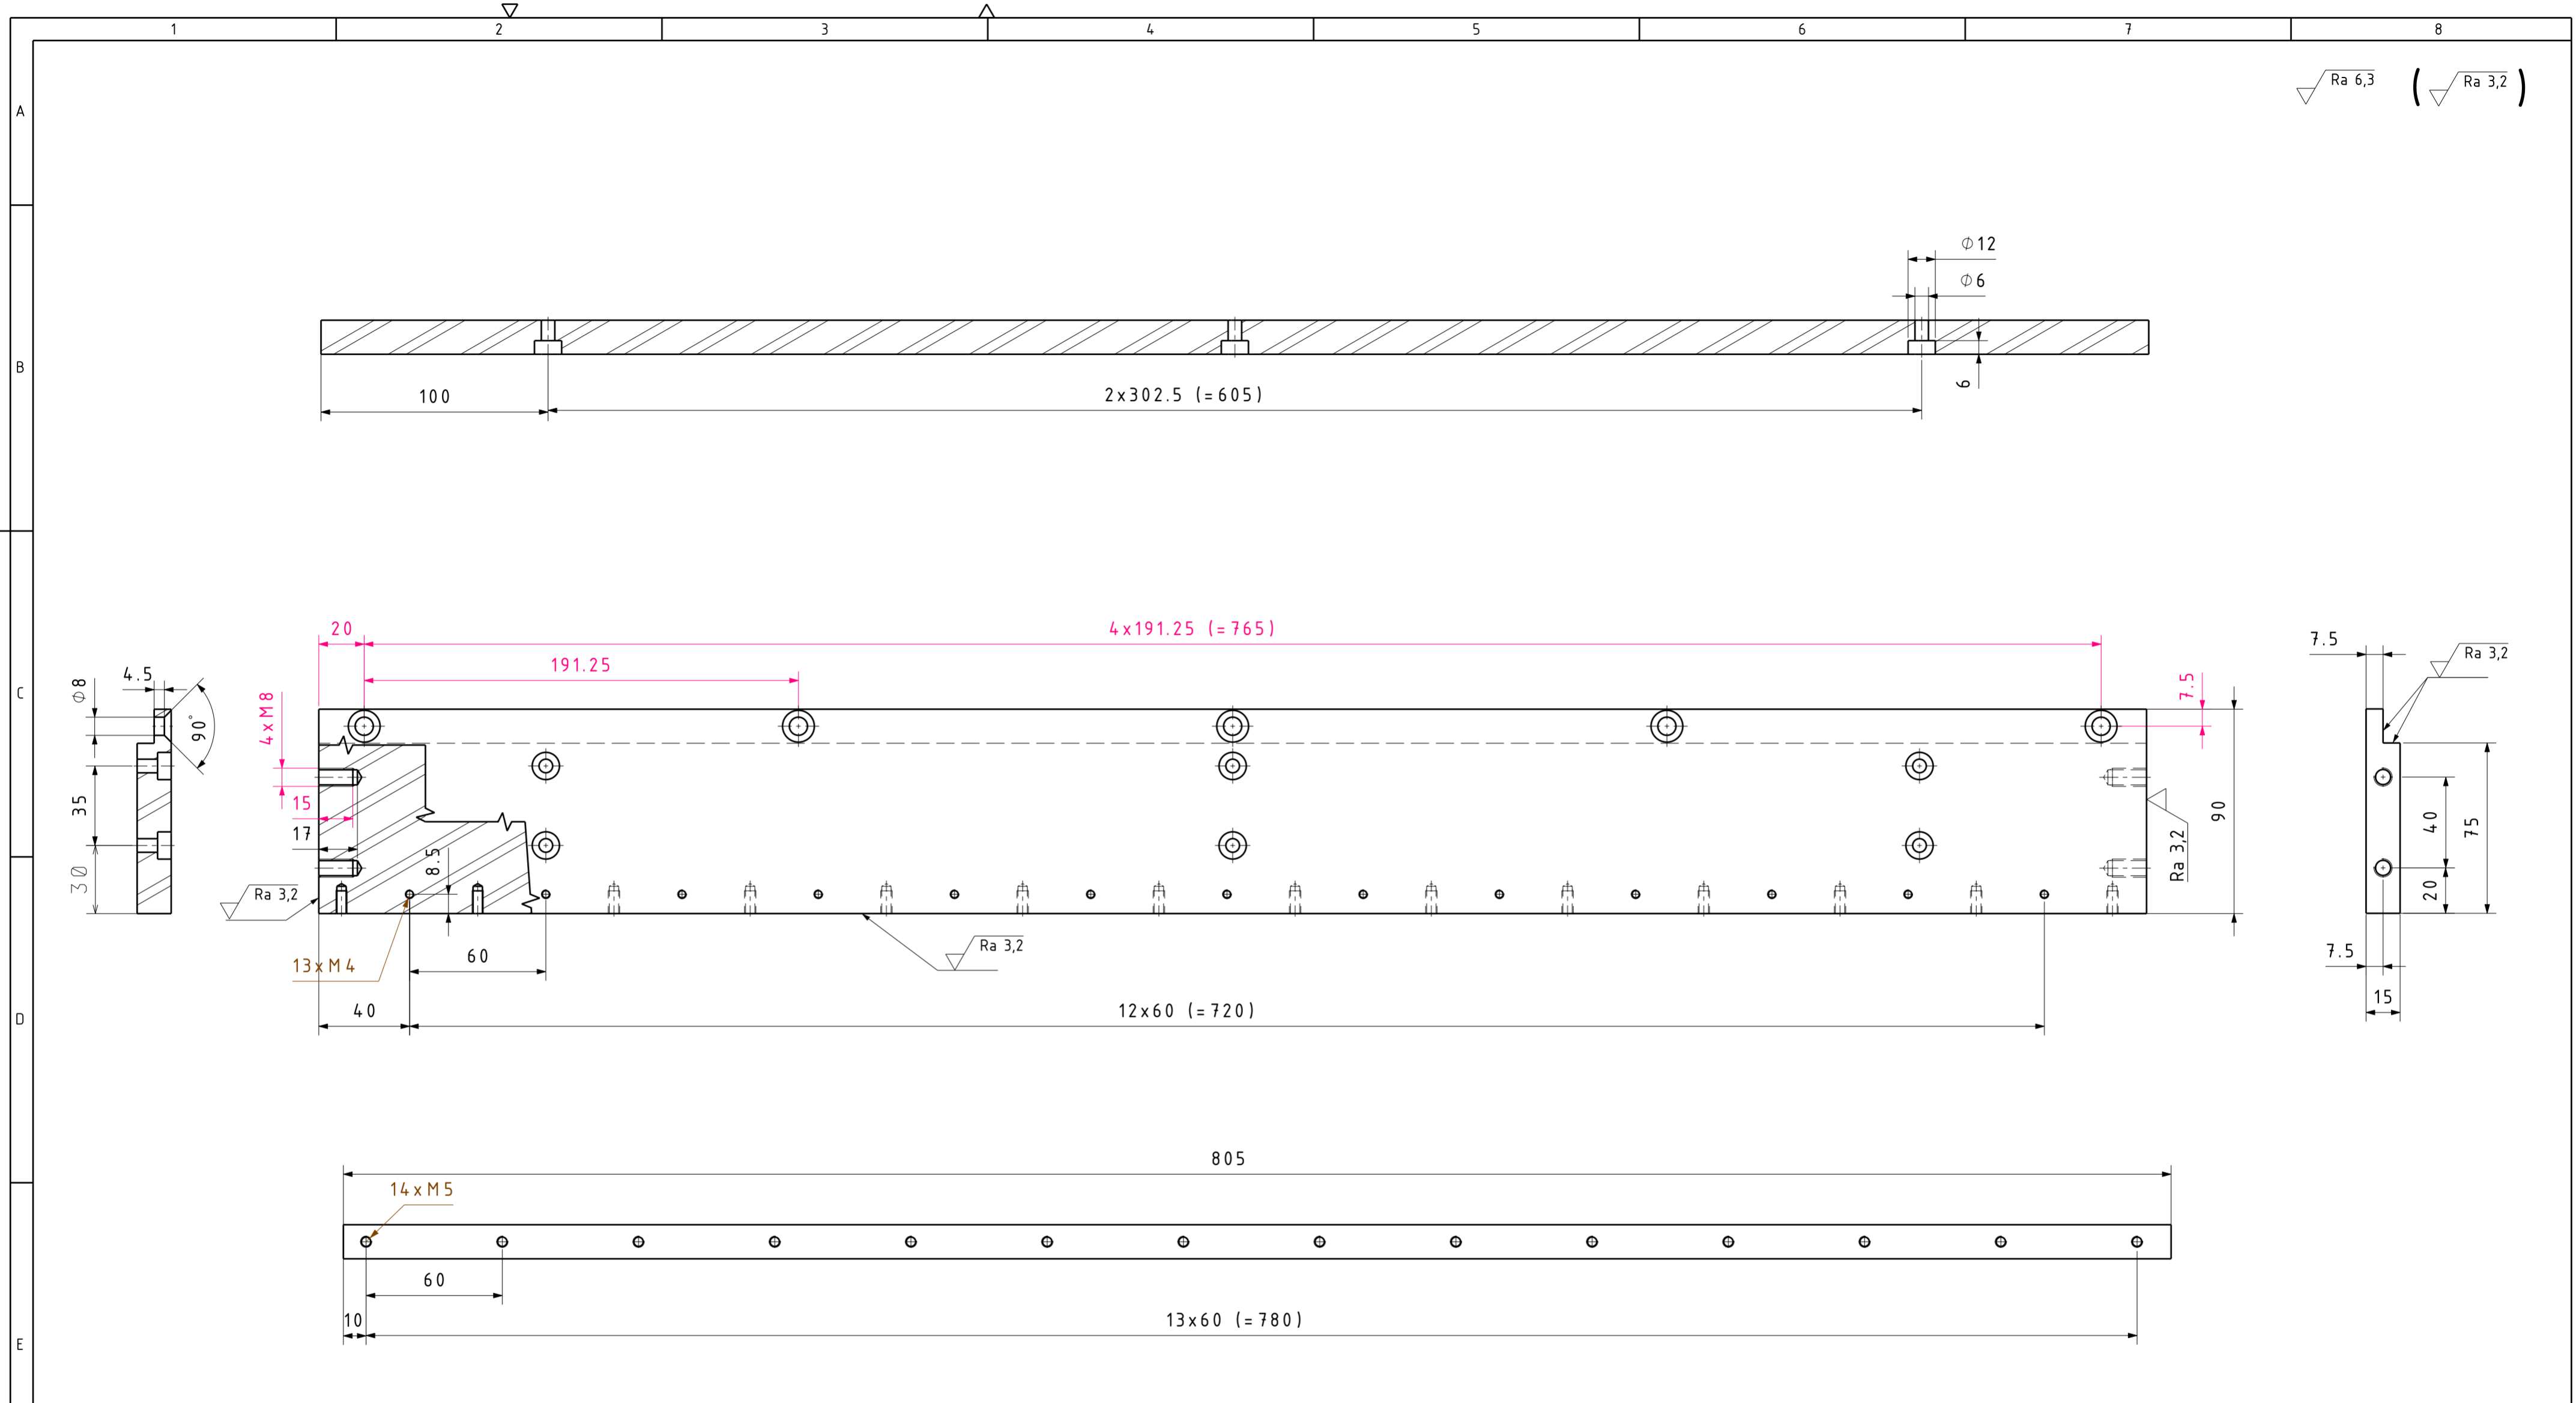 1 2 3 4 5 6 7 8
A
Ra 6,3 ( Ra 3,2 )
B
⌀12
⌀6
6
100
2x302.5 (=605)
C
20
4x191.25 (=765)
191.25
7.5
4.5
⌀8
90°
4xM8
15
17
35
30
8.5
Ra 3,2
13xM4
60
40
12x60 (=720)
Ra 3,2
Ra 3,2
90
7.5
Ra 3,2
40
75
20
7.5
15
D
805
14xM5
60
10
13x60 (=780)
E